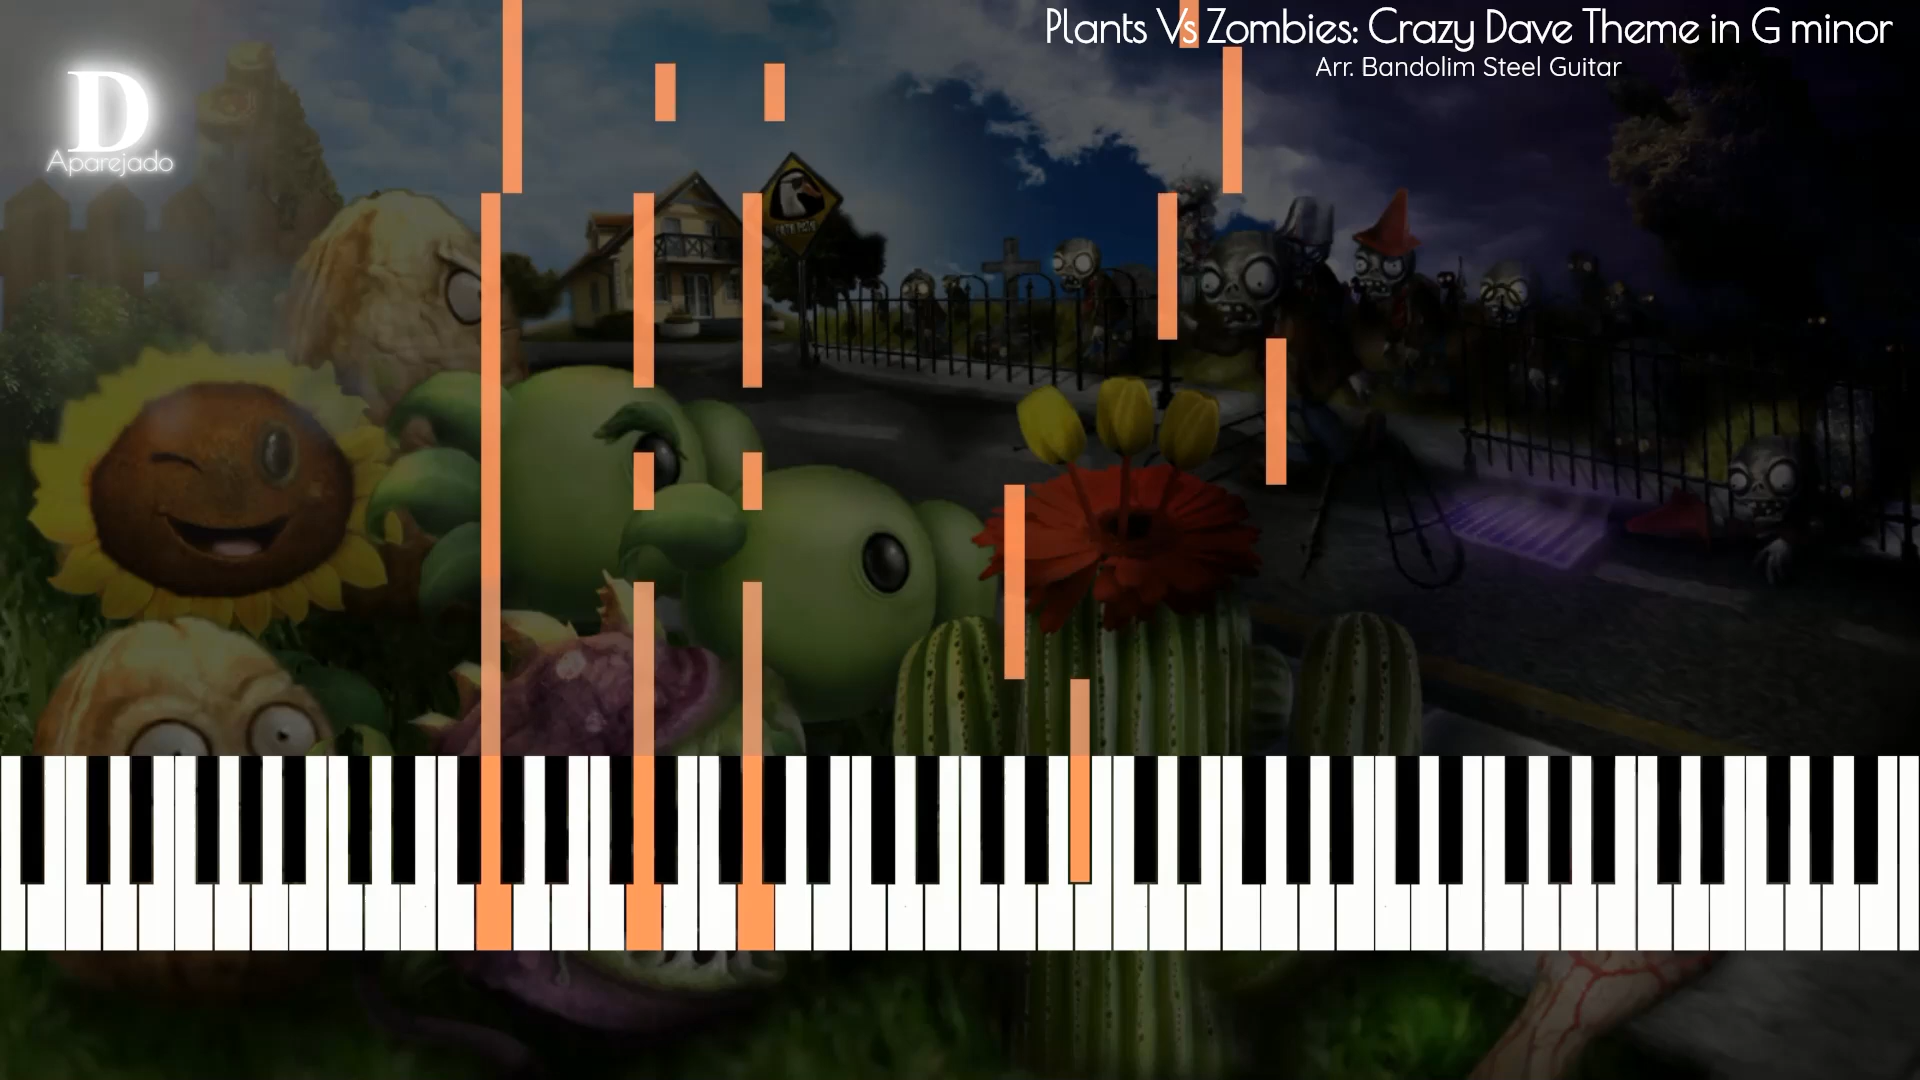 Plants Vs Zombies: Crazy Dave Theme in G minor
Arr. Bandolim Steel Guitar
D
Aparejado